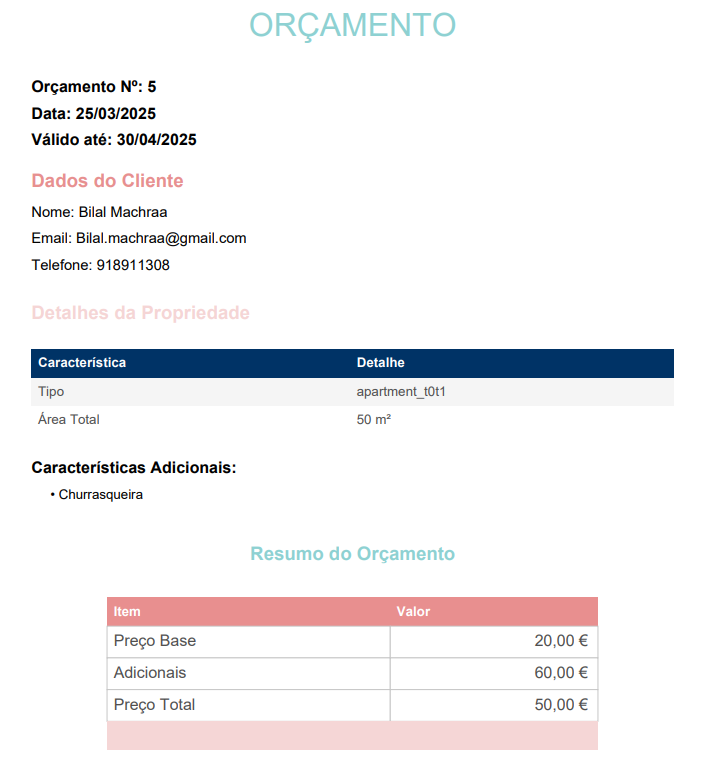 ORÇAMENTO
Orçamento Nº: 5
Data: 25/03/2025
Válido até: 30/04/2025
Dados do Cliente
Nome: Bilal Machraa
Email: Bilal.machraa@gmail.com
Telefone: 918911308
Detalhes da Propriedade
Característica Detalhe
Tipo apartment_t0t1
Área Total 50 m²
Características Adicionais:
• Churrasqueira
Resumo do Orçamento
Item Valor
Preço Base 20,00 €
Adicionais 60,00 €
Preço Total 50,00 €